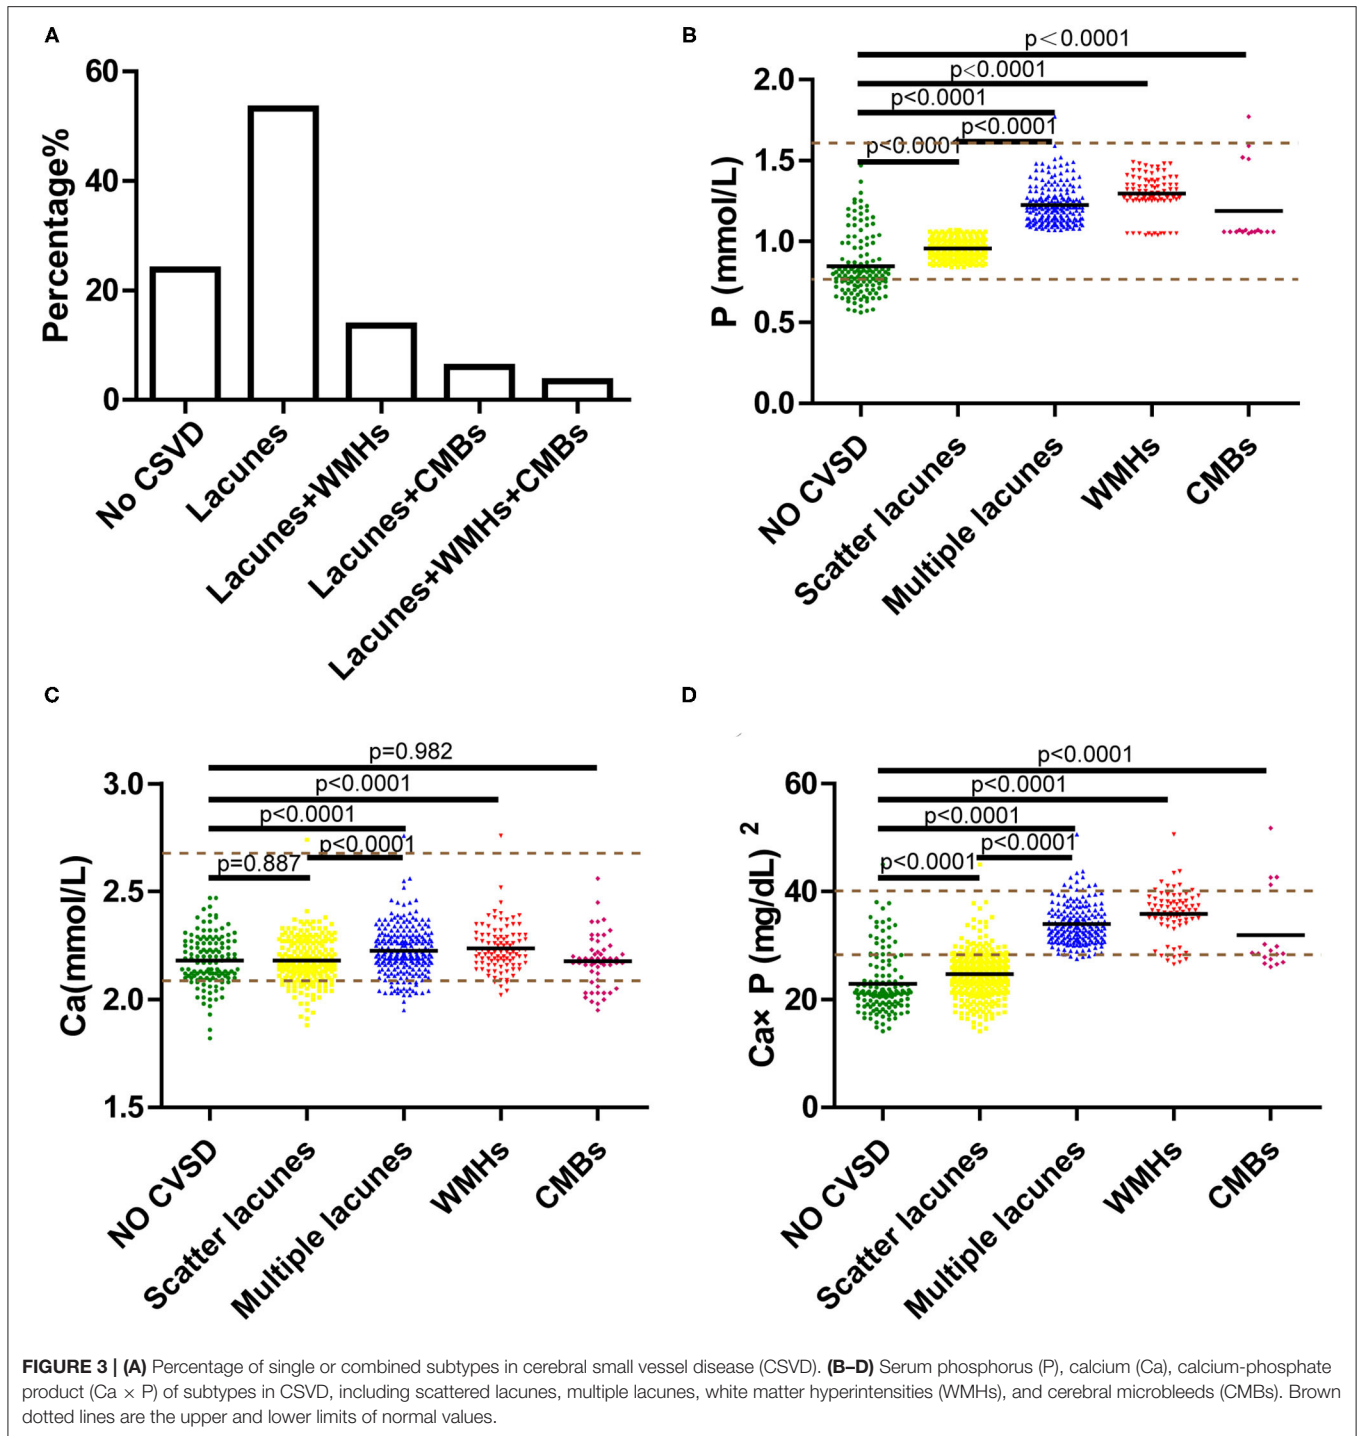 A
Percentage%
60
40
20
0
No CSVD
Lacunes
Lacunes+WMHs
Lacunes+CMBs
Lacunes+WMHs+CMBs
B
P (mmol/L)
2.0
1.5
1.0
0.5
0.0
p<0.0001
p<0.0001
p<0.0001
p<0.0001
p<0.0001
NO CVSD
Scatter lacunes
Multiple lacunes
WMHs
CMBs
C
Ca(mmol/L)
3.0
2.5
2.0
1.5
p=0.982
p<0.0001
p<0.0001
p<0.0001
p=0.887
NO CVSD
Scatter lacunes
Multiple lacunes
WMHs
CMBs
D
Ca× P (mg/dL) 2
60
40
20
0
p<0.0001
p<0.0001
p<0.0001
p<0.0001
p<0.0001
NO CVSD
Scatter lacunes
Multiple lacunes
WMHs
CMBs
FIGURE 3 | (A) Percentage of single or combined subtypes in cerebral small vessel disease (CSVD). (B–D) Serum phosphorus (P), calcium (Ca), calcium-phosphate
product (Ca × P) of subtypes in CSVD, including scattered lacunes, multiple lacunes, white matter hyperintensities (WMHs), and cerebral microbleeds (CMBs). Brown
dotted lines are the upper and lower limits of normal values.